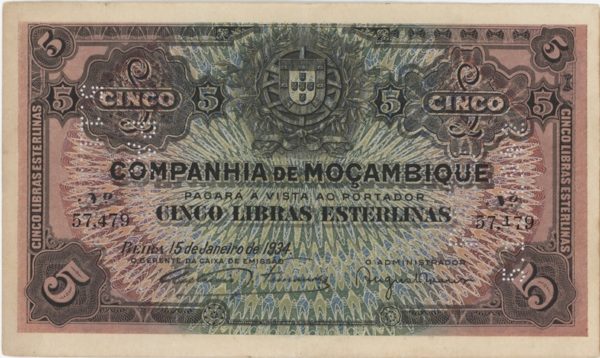 5 5
CINCO 5 5 CINCO
CINCO LIBRAS ESTERLINAS
CINCO LIBRAS ESTERLINAS
COMPANHIA DE MOÇAMBIQUE
PAGARÁ À VISTA AO PORTADOR
Nº CINCO LIBRAS ESTERLINAS Nº
57,479 57,179
BEIRA 15 de Janeiro de 1934
O GERENTE DA CAIXA DE EMISSÃO O ADMINISTRADOR
5 5